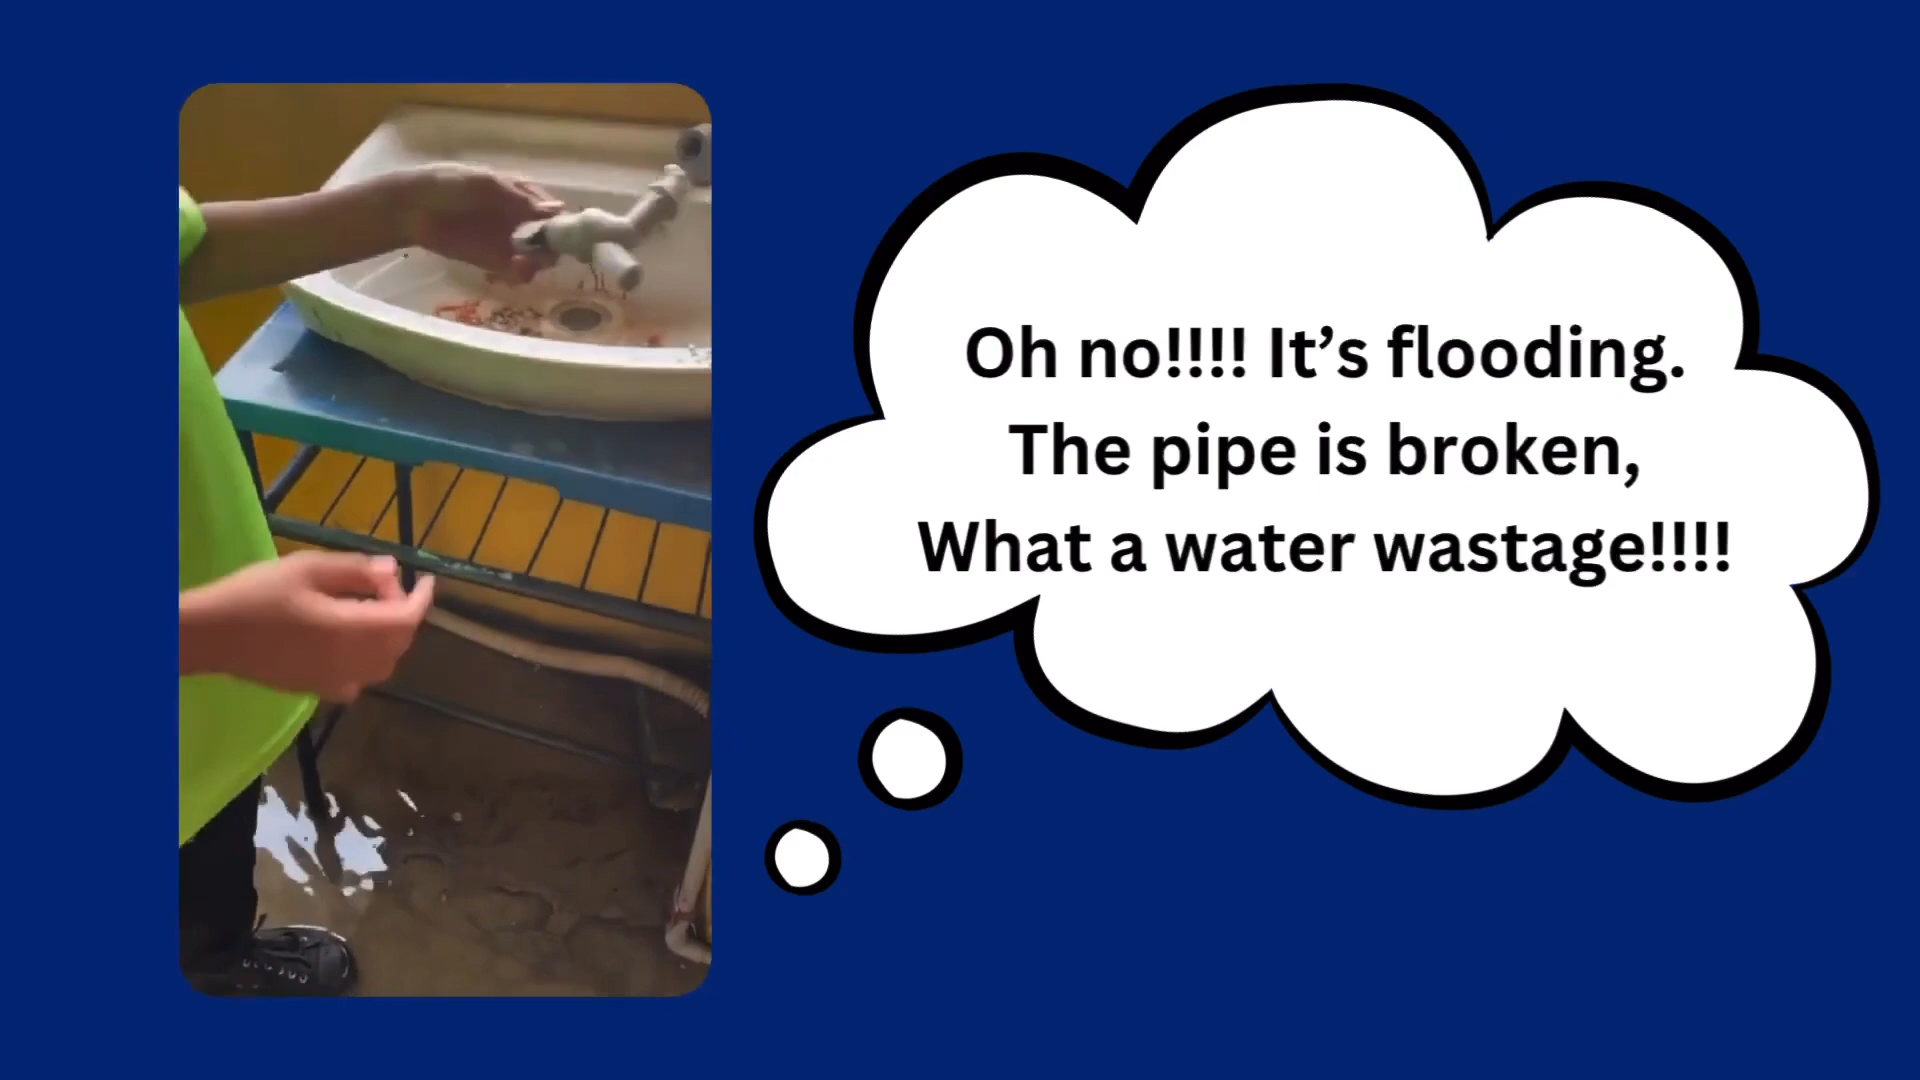 Oh no!!!! It’s flooding.
The pipe is broken,
What a water wastage!!!!